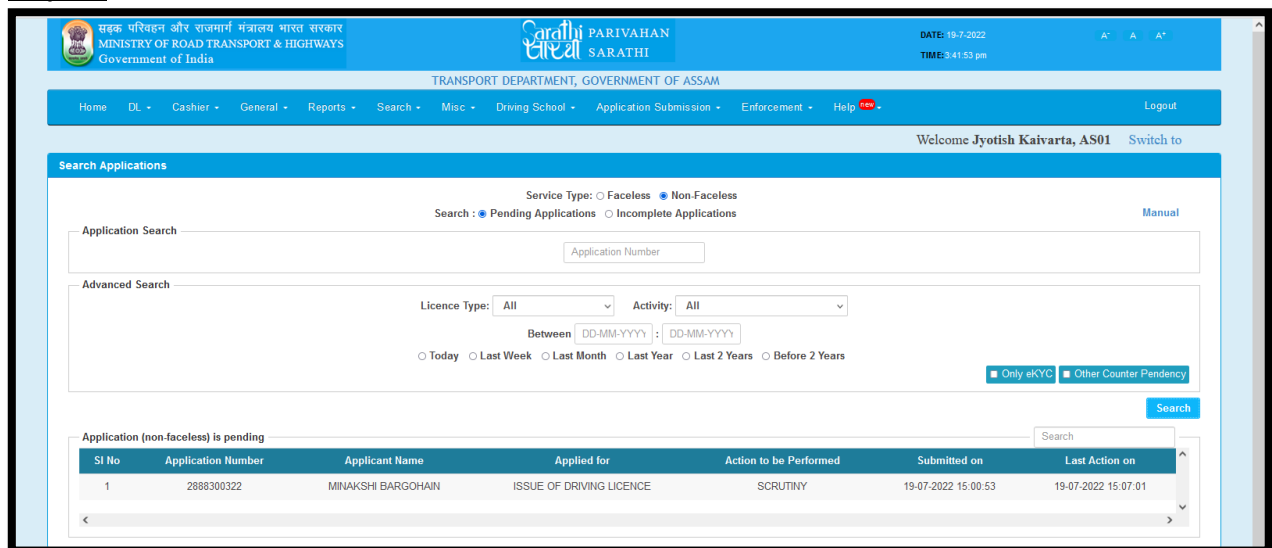 सड़क परिवहन और राजमार्ग मंत्रालय भारत सरकार
MINISTRY OF ROAD TRANSPORT & HIGHWAYS
Government of India
Sarathi
सारथी
PARIVAHAN
SARATHI
DATE: 19-7-2022
TIME: 3:41:53 pm
A- A A+
TRANSPORT DEPARTMENT, GOVERNMENT OF ASSAM
Home DL Cashier General Reports Search Misc Driving School Application Submission Enforcement Help new Logout
Welcome Jyotish Kaivarta, AS01 Switch to
Search Applications
Service Type: Faceless Non-Faceless
Search : Pending Applications Incomplete Applications
Manual
Application Search
Application Number
Advanced Search
Licence Type: All Activity: All
Between DD-MM-YYYY : DD-MM-YYYY
Today Last Week Last Month Last Year Last 2 Years Before 2 Years
Only eKYC Other Counter Pendency
Search
Application (non-faceless) is pending
Search
Sl No Application Number Applicant Name Applied for Action to be Performed Submitted on Last Action on
1 2888300322 MINAKSHI BARGOHAIN ISSUE OF DRIVING LICENCE SCRUTINY 19-07-2022 15:00:53 19-07-2022 15:07:01